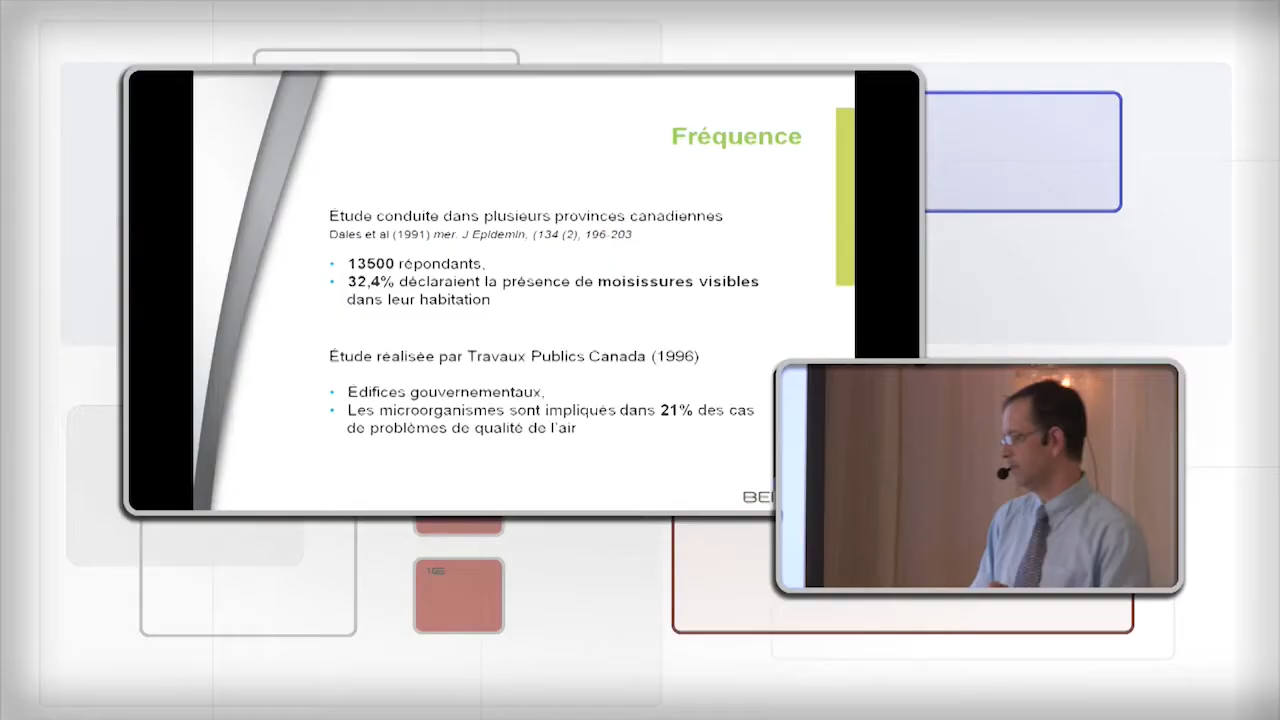 Fréquence
Étude conduite dans plusieurs provinces canadiennes
Dales et al (1991) mer. J Epidemin, (134 (2), 196-203
• 13500 répondants,
• 32,4% déclaraient la présence de moisissures visibles
dans leur habitation
Étude réalisée par Travaux Publics Canada (1996)
• Édifices gouvernementaux,
• Les microorganismes sont impliqués dans 21% des cas
de problèmes de qualité de l'air